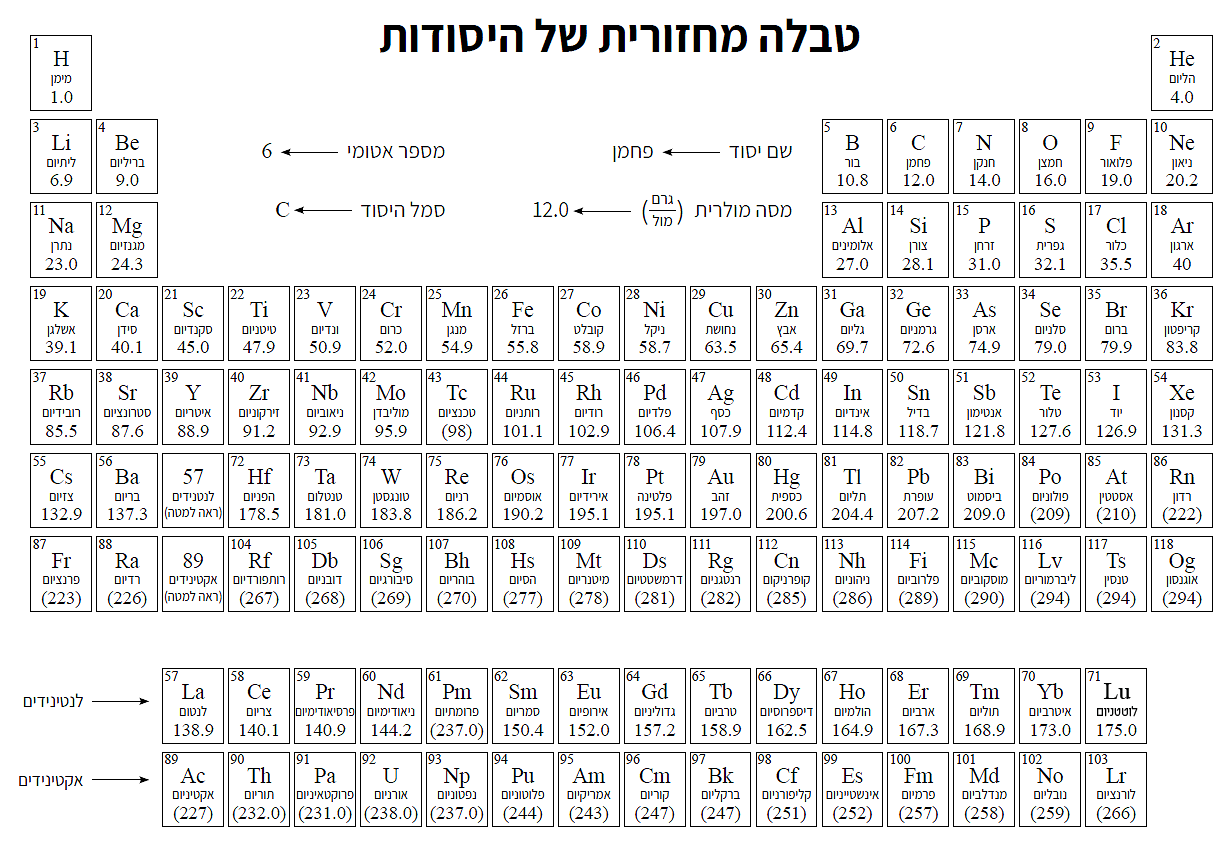 טבלה מחזורית של היסודות
1 H מימן 1.0
2 He הליום 4.0
3 Li ליתיום 6.9
4 Be בריליום 9.0
מספר אטומי 6
שם יסוד פחמן
סמל היסוד C
מסה מולרית (גרם/מול) 12.0
5 B בור 10.8
6 C פחמן 12.0
7 N חנקן 14.0
8 O חמצן 16.0
9 F פלואור 19.0
10 Ne ניאון 20.2
11 Na נתרן 23.0
12 Mg מגנזיום 24.3
13 Al אלומינים 27.0
14 Si צורן 28.1
15 P זרחן 31.0
16 S גפרית 32.1
17 Cl כלור 35.5
18 Ar ארגון 40
19 K אשלגן 39.1
20 Ca סידן 40.1
21 Sc סקנדיום 45.0
22 Ti טיטניום 47.9
23 V ונדיום 50.9
24 Cr כרום 52.0
25 Mn מנגן 54.9
26 Fe ברזל 55.8
27 Co קובלט 58.9
28 Ni ניקל 58.7
29 Cu נחושת 63.5
30 Zn אבץ 65.4
31 Ga גליום 69.7
32 Ge גרמניום 72.6
33 As ארסן 74.9
34 Se סלניום 79.0
35 Br ברום 79.9
36 Kr קריפטון 83.8
37 Rb רובידיום 85.5
38 Sr סטרונציום 87.6
39 Y איטריום 88.9
40 Zr זירקוניום 91.2
41 Nb ניאוביום 92.9
42 Mo מוליבדן 95.9
43 Tc טכנציום (98)
44 Ru רותניום 101.1
45 Rh רודיום 102.9
46 Pd פלדיום 106.4
47 Ag כסף 107.9
48 Cd קדמיום 112.4
49 In אינדיום 114.8
50 Sn בדיל 118.7
51 Sb אנטימון 121.8
52 Te טלור 127.6
53 I יוד 126.9
54 Xe קסנון 131.3
55 Cs צזיום 132.9
56 Ba בריום 137.3
57 לנטנידים (ראה למטה)
72 Hf הפניום 178.5
73 Ta טנטלום 181.0
74 W טונגסטן 183.8
75 Re רניום 186.2
76 Os אוסמיום 190.2
77 Ir אירידיום 195.1
78 Pt פלטינה 195.1
79 Au זהב 197.0
80 Hg כספית 200.6
81 Tl תליום 204.4
82 Pb עופרת 207.2
83 Bi ביסמוט 209.0
84 Po פולוניום (209)
85 At אסטטין (210)
86 Rn רדון (222)
87 Fr פרנציום (223)
88 Ra רדיום (226)
89 אקטינידים (ראה למטה)
104 Rf רותפורדיום (267)
105 Db דובניום (268)
106 Sg סיבורגיום (269)
107 Bh בוהריום (270)
108 Hs הסיום (277)
109 Mt מיטנריום (278)
110 Ds דרמשטטיום (281)
111 Rg רנטגניום (282)
112 Cn קופרניקום (285)
113 Nh ניהוניום (286)
114 Fi פלרוביום (289)
115 Mc מוסקוביום (290)
116 Lv ליברמוריום (294)
117 Ts טנסין (294)
118 Og אוגנסון (294)
לנטינידים
57 La לנטום 138.9
58 Ce צריום 140.1
59 Pr פרסיאודימיום 140.9
60 Nd ניאודימיום 144.2
61 Pm פרומתיום (237.0)
62 Sm סמריום 150.4
63 Eu אירופיום 152.0
64 Gd גדוליניום 157.2
65 Tb טרביום 158.9
66 Dy דיספרוסיום 162.5
67 Ho הולמיום 164.9
68 Er ארביום 167.3
69 Tm תוליום 168.9
70 Yb איטרביום 173.0
71 Lu לוטטניום 175.0
אקטינידים
89 Ac אקטיניום (227)
90 Th תוריום (232.0)
91 Pa פרוקטאיניום (231.0)
92 U אורניום (238.0)
93 Np נפטוניום (237.0)
94 Pu פלוטוניום (244)
95 Am אמריקיום (243)
96 Cm קוריום (247)
97 Bk ברקליום (247)
98 Cf קליפורניום (251)
99 Es אינשטייניום (252)
100 Fm פרמיום (257)
101 Md מנדלביום (258)
102 No נובליום (259)
103 Lr לורנציום (266)